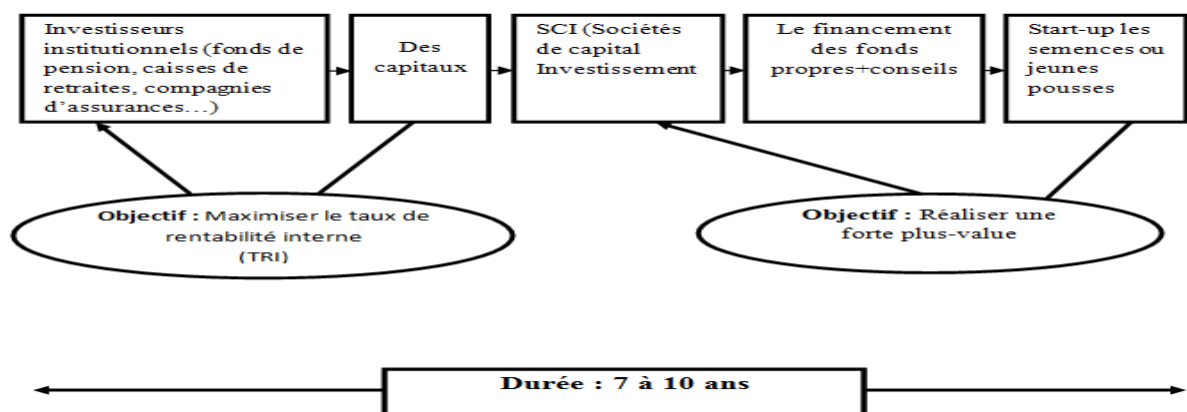 Investisseurs
institutionnels (fonds de
pension, caisses de
retraites, compagnies
d'assurances…)
Des
capitaux
SCI (Sociétés
de capital
Investissement
Le financement
des fonds
propres+conseils
Start-up les
semences ou
jeunes
pousses
Objectif : Maximiser le taux de
rentabilité interne
(TRI)
Objectif : Réaliser une
forte plus-value
Durée : 7 à 10 ans